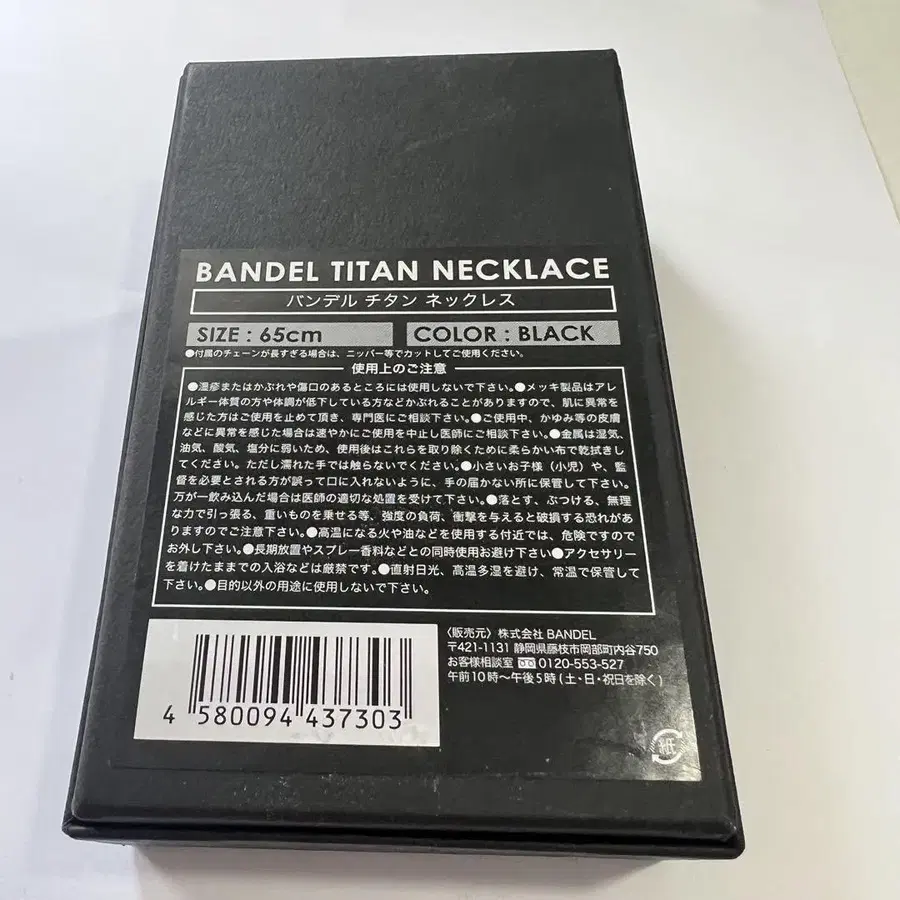 BANDEL TITAN NECKLACE
バンデル チタン ネックレス
SIZE : 65cm
COLOR : BLACK
●付属のチェーンが長すぎる場合は、ニッパー等でカットしてご使用ください。
使用上のご注意
●湿疹またはかぶれや傷口のあるところには使用しないで下さい。●メッキ製品はアレ
ルギー体質の方や体調が低下している方などかぶれることがありますので、肌に異常を
感じた方はご使用を止めて頂き、専門医にご相談下さい。●ご使用中、かゆみ等の皮膚
などに異常を感じた場合は速やかにご使用を中止し医師にご相談下さい。●金属は湿気、
油気、酸気、塩分に弱いため、使用後はこれらを取り除くために柔らかい布で乾拭きし
てください。ただし濡れた手では触らないでください。●小さいお子様（小児）や、監
督を必要とされる方が誤って口に入れないように、手の届かない所に保管して下さい。
万が一飲み込んだ場合は医師の適切な処置を受けて下さい。●落とす、ぶつける、無理
な力で引っ張る、重いものを乗せる等、強度の負荷、衝撃を与えると破損する恐れがあ
りますのでご注意下さい。●高温になる火や油などを使用する付近では、危険ですので
お外し下さい。●長期放置やスプレー香料などとの同時使用お避け下さい●アクセサリー
を着けたままでの入浴などは厳禁です。●直射日光、高温多湿を避け、常温で保管して
下さい。●目的以外の用途に使用しないで下さい。
〈販売元〉株式会社 BANDEL
〒421-1131 静岡県藤枝市岡部町内谷750
お客様相談室 0120-553-527
午前10時〜午後5時(土・日・祝日を除く)
4 580094 437303
紙